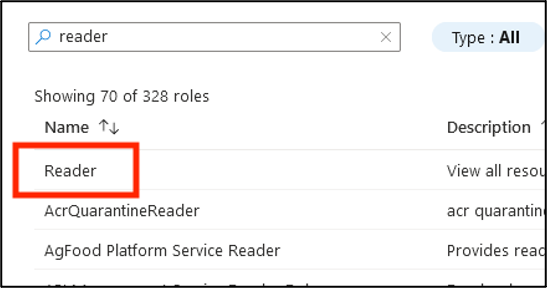 reader
Type : All
Showing 70 of 328 roles
Name Description
Reader View all resou
AcrQuarantineReader acr quarantin
AgFood Platform Service Reader Provides read